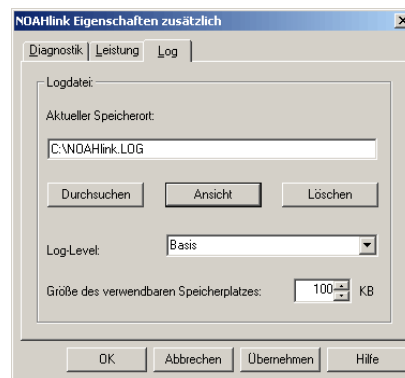 NOAHlink Eigenschaften zusätzlich
Diagnostik Leistung Log
Logdatei:
Aktueller Speicherort:
C:\NOAHlink.LOG
Durchsuchen Ansicht Löschen
Log-Level: Basis
Größe des verwendbaren Speicherplatzes: 100 KB
OK Abbrechen Übernehmen Hilfe